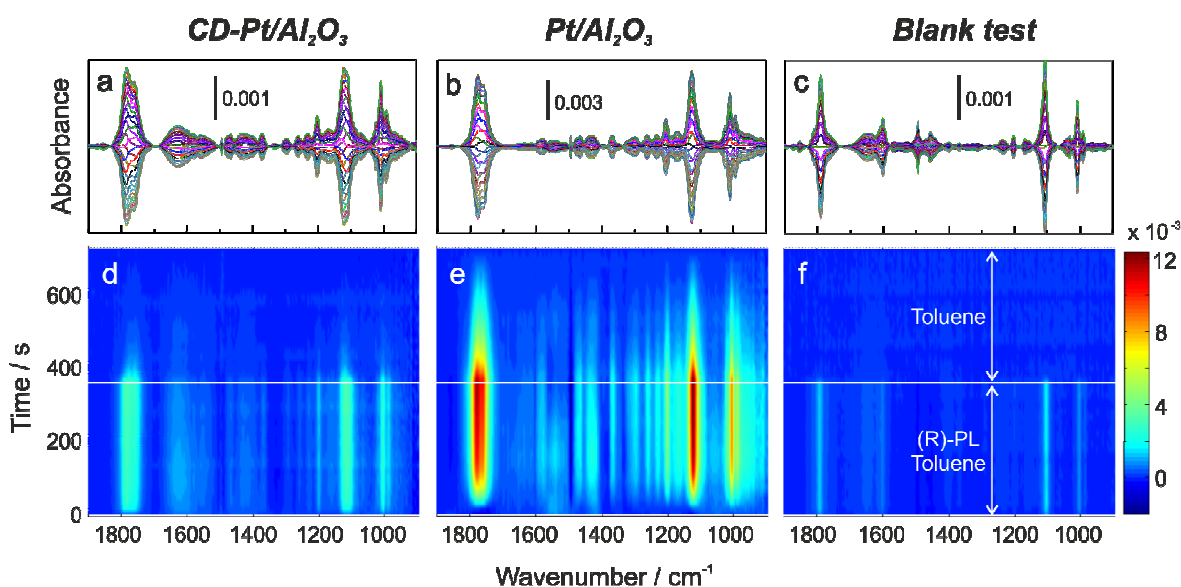 CD-Pt/Al₂O₃ Pt/Al₂O₃ Blank test
Absorbance
a 0.001
b 0.003
c 0.001
x 10⁻³
d e f
Time / s
600
400
200
0
Toluene
(R)-PL
Toluene
12
8
4
0
1800 1600 1400 1200 1000
1800 1600 1400 1200 1000
1800 1600 1400 1200 1000
Wavenumber / cm⁻¹